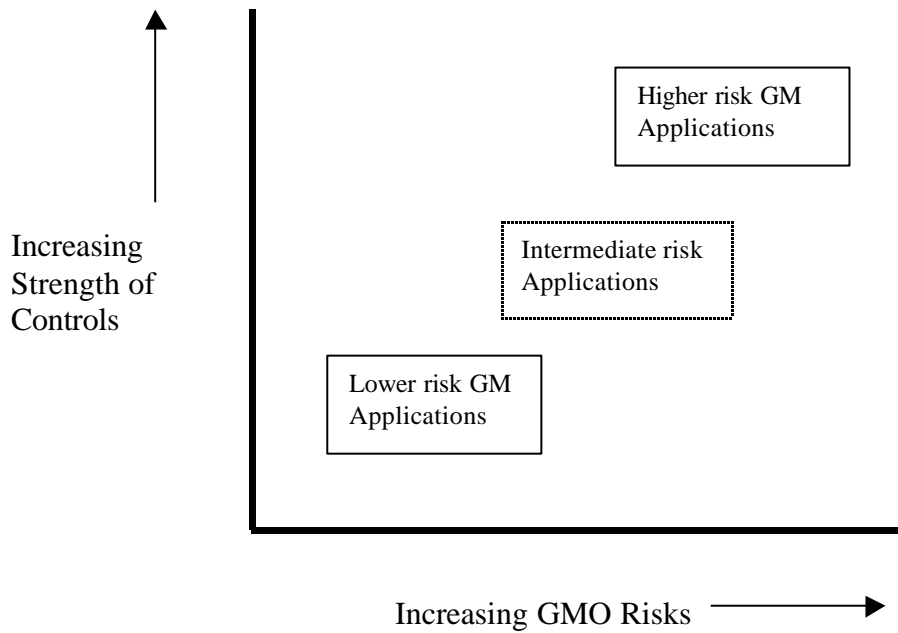 Higher risk GM
Applications
Increasing
Strength of
Controls
Intermediate risk
Applications
Lower risk GM
Applications
Increasing GMO Risks